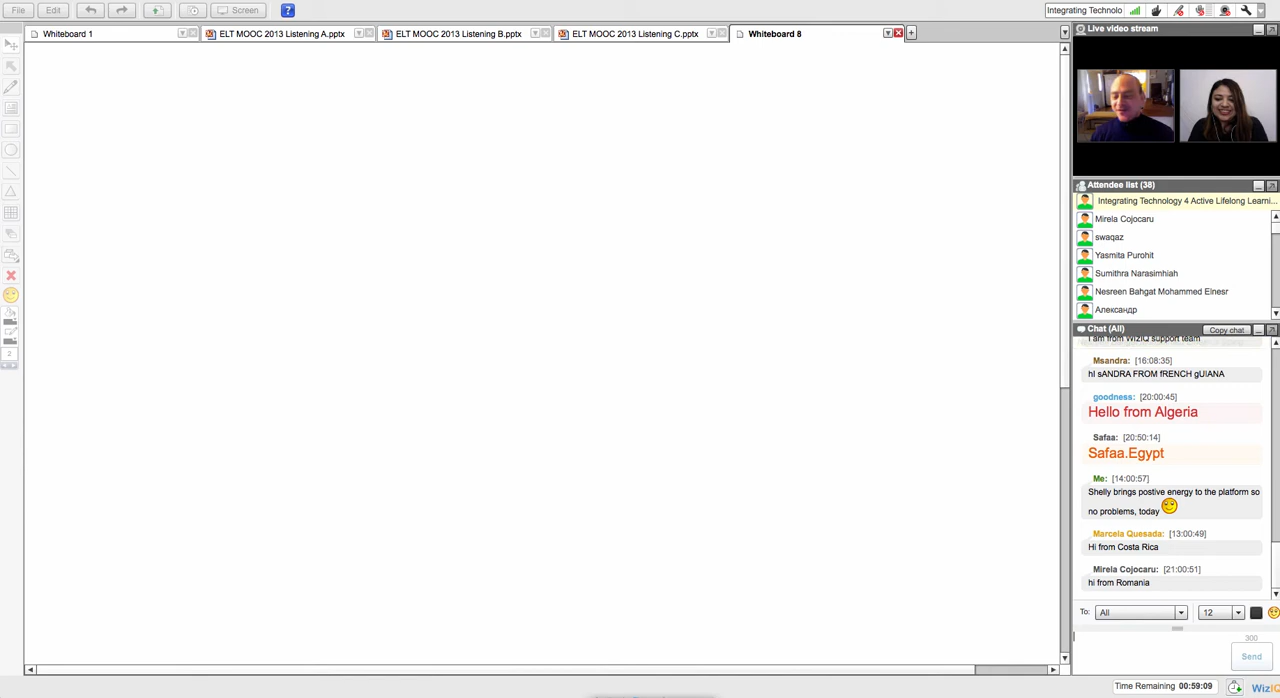 File Edit Screen ? Integrating Technolo
Whiteboard 1 ELT MOOC 2013 Listening A.pptx ELT MOOC 2013 Listening B.pptx ELT MOOC 2013 Listening C.pptx Whiteboard 8
Live video stream
Attendee list (38)
Integrating Technology 4 Active Lifelong Learni...
Mirela Cojocaru
swaqaz
Yasmita Purohit
Sumithra Narasimhiah
Nesreen Bahgat Mohammed Elnesr
Александр
Chat (All) Copy chat
I am from WizIQ support team
Msandra: [16:08:35]
hI sANDRA FROM fRENCH gUIANA
goodness: [20:00:45]
Hello from Algeria
Safaa: [20:50:14]
Safaa.Egypt
Me: [14:00:57]
Shelly brings postive energy to the platform so
no problems, today
Marcela Quesada: [13:00:49]
Hi from Costa Rica
Mirela Cojocaru: [21:00:51]
hi from Romania
To: All 12
300
Send
2
Time Remaining 00:59:09 WizIQ